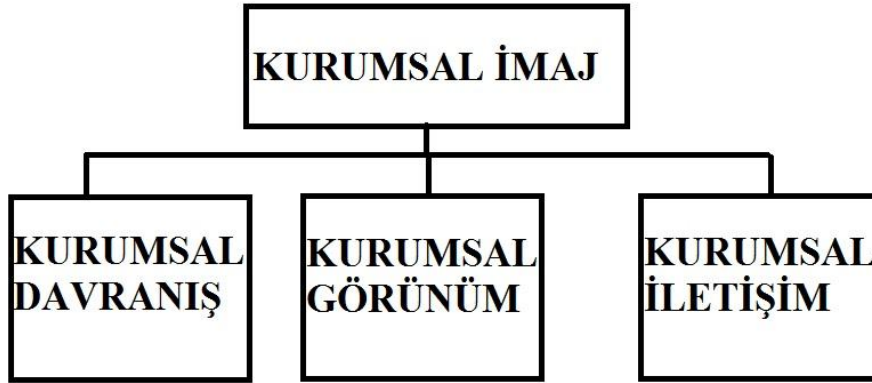 KURUMSAL İMAJ
KURUMSAL
DAVRANIŞ
KURUMSAL
GÖRÜNÜM
KURUMSAL
İLETİŞİM